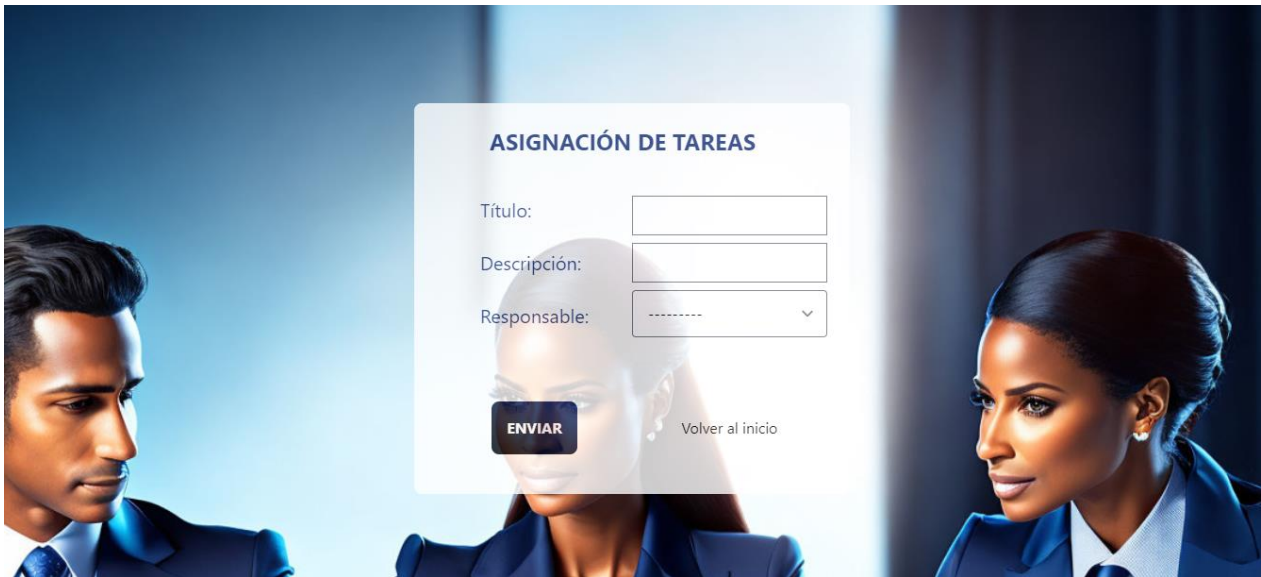 ASIGNACIÓN DE TAREAS
Título:
Descripción:
Responsable: ---------
ENVIAR Volver al inicio